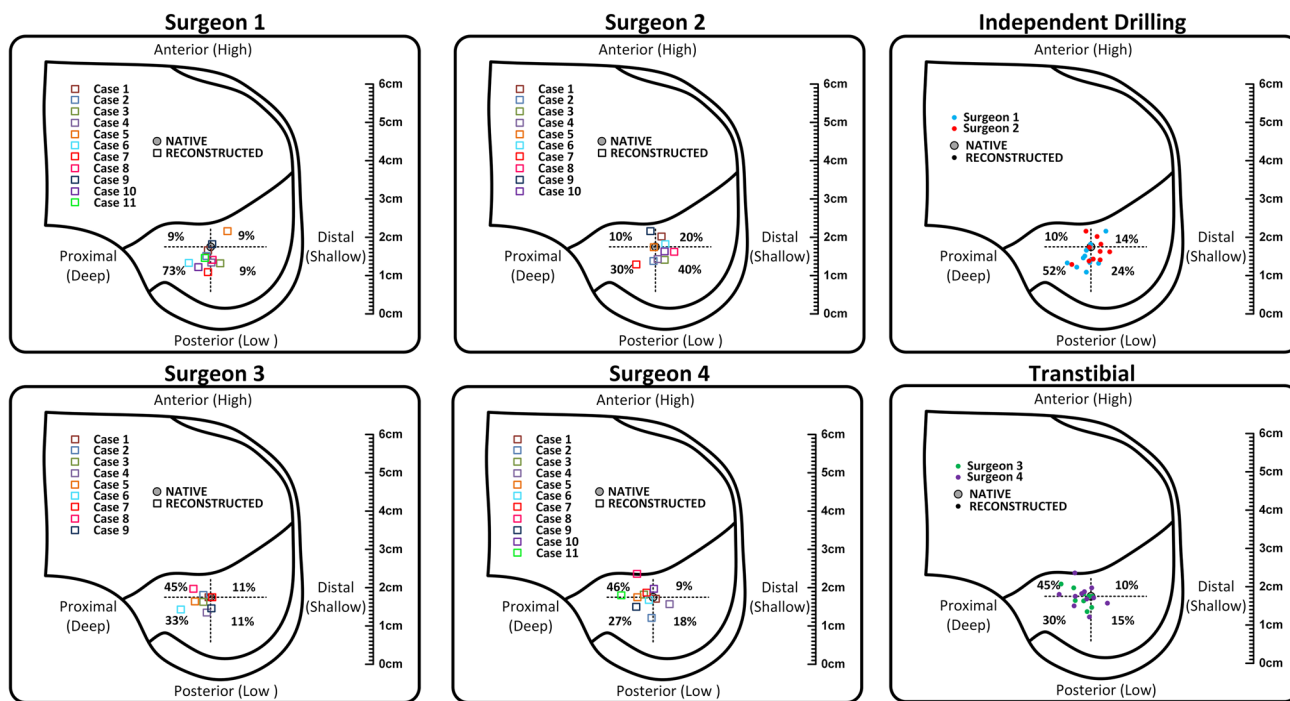 Surgeon 1
Anterior (High)
Case 1
Case 2
Case 3
Case 4
Case 5
Case 6
Case 7
Case 8
Case 9
Case 10
Case 11
NATIVE
RECONSTRUCTED
6cm
5cm
4cm
3cm
2cm
1cm
0cm
9%
9%
73%
9%
Proximal
(Deep)
Distal
(Shallow)
Posterior (Low )
Surgeon 2
Anterior (High)
Case 1
Case 2
Case 3
Case 4
Case 5
Case 6
Case 7
Case 8
Case 9
Case 10
NATIVE
RECONSTRUCTED
6cm
5cm
4cm
3cm
2cm
1cm
0cm
10%
20%
30%
40%
Proximal
(Deep)
Distal
(Shallow)
Posterior (Low )
Independent Drilling
Anterior (High)
Surgeon 1
Surgeon 2
NATIVE
RECONSTRUCTED
6cm
5cm
4cm
3cm
2cm
1cm
0cm
10%
14%
52%
24%
Proximal
(Deep)
Distal
(Shallow)
Posterior (Low)
Surgeon 3
Anterior (High)
Case 1
Case 2
Case 3
Case 4
Case 5
Case 6
Case 7
Case 8
Case 9
NATIVE
RECONSTRUCTED
6cm
5cm
4cm
3cm
2cm
1cm
0cm
45%
11%
33%
11%
Proximal
(Deep)
Distal
(Shallow)
Posterior (Low )
Surgeon 4
Anterior (High)
Case 1
Case 2
Case 3
Case 4
Case 5
Case 6
Case 7
Case 8
Case 9
Case 10
Case 11
NATIVE
RECONSTRUCTED
6cm
5cm
4cm
3cm
2cm
1cm
0cm
46%
9%
27%
18%
Proximal
(Deep)
Distal
(Shallow)
Posterior (Low )
Transtibial
Anterior (High)
Surgeon 3
Surgeon 4
NATIVE
RECONSTRUCTED
6cm
5cm
4cm
3cm
2cm
1cm
0cm
45%
10%
30%
15%
Proximal
(Deep)
Distal
(Shallow)
Posterior (Low)